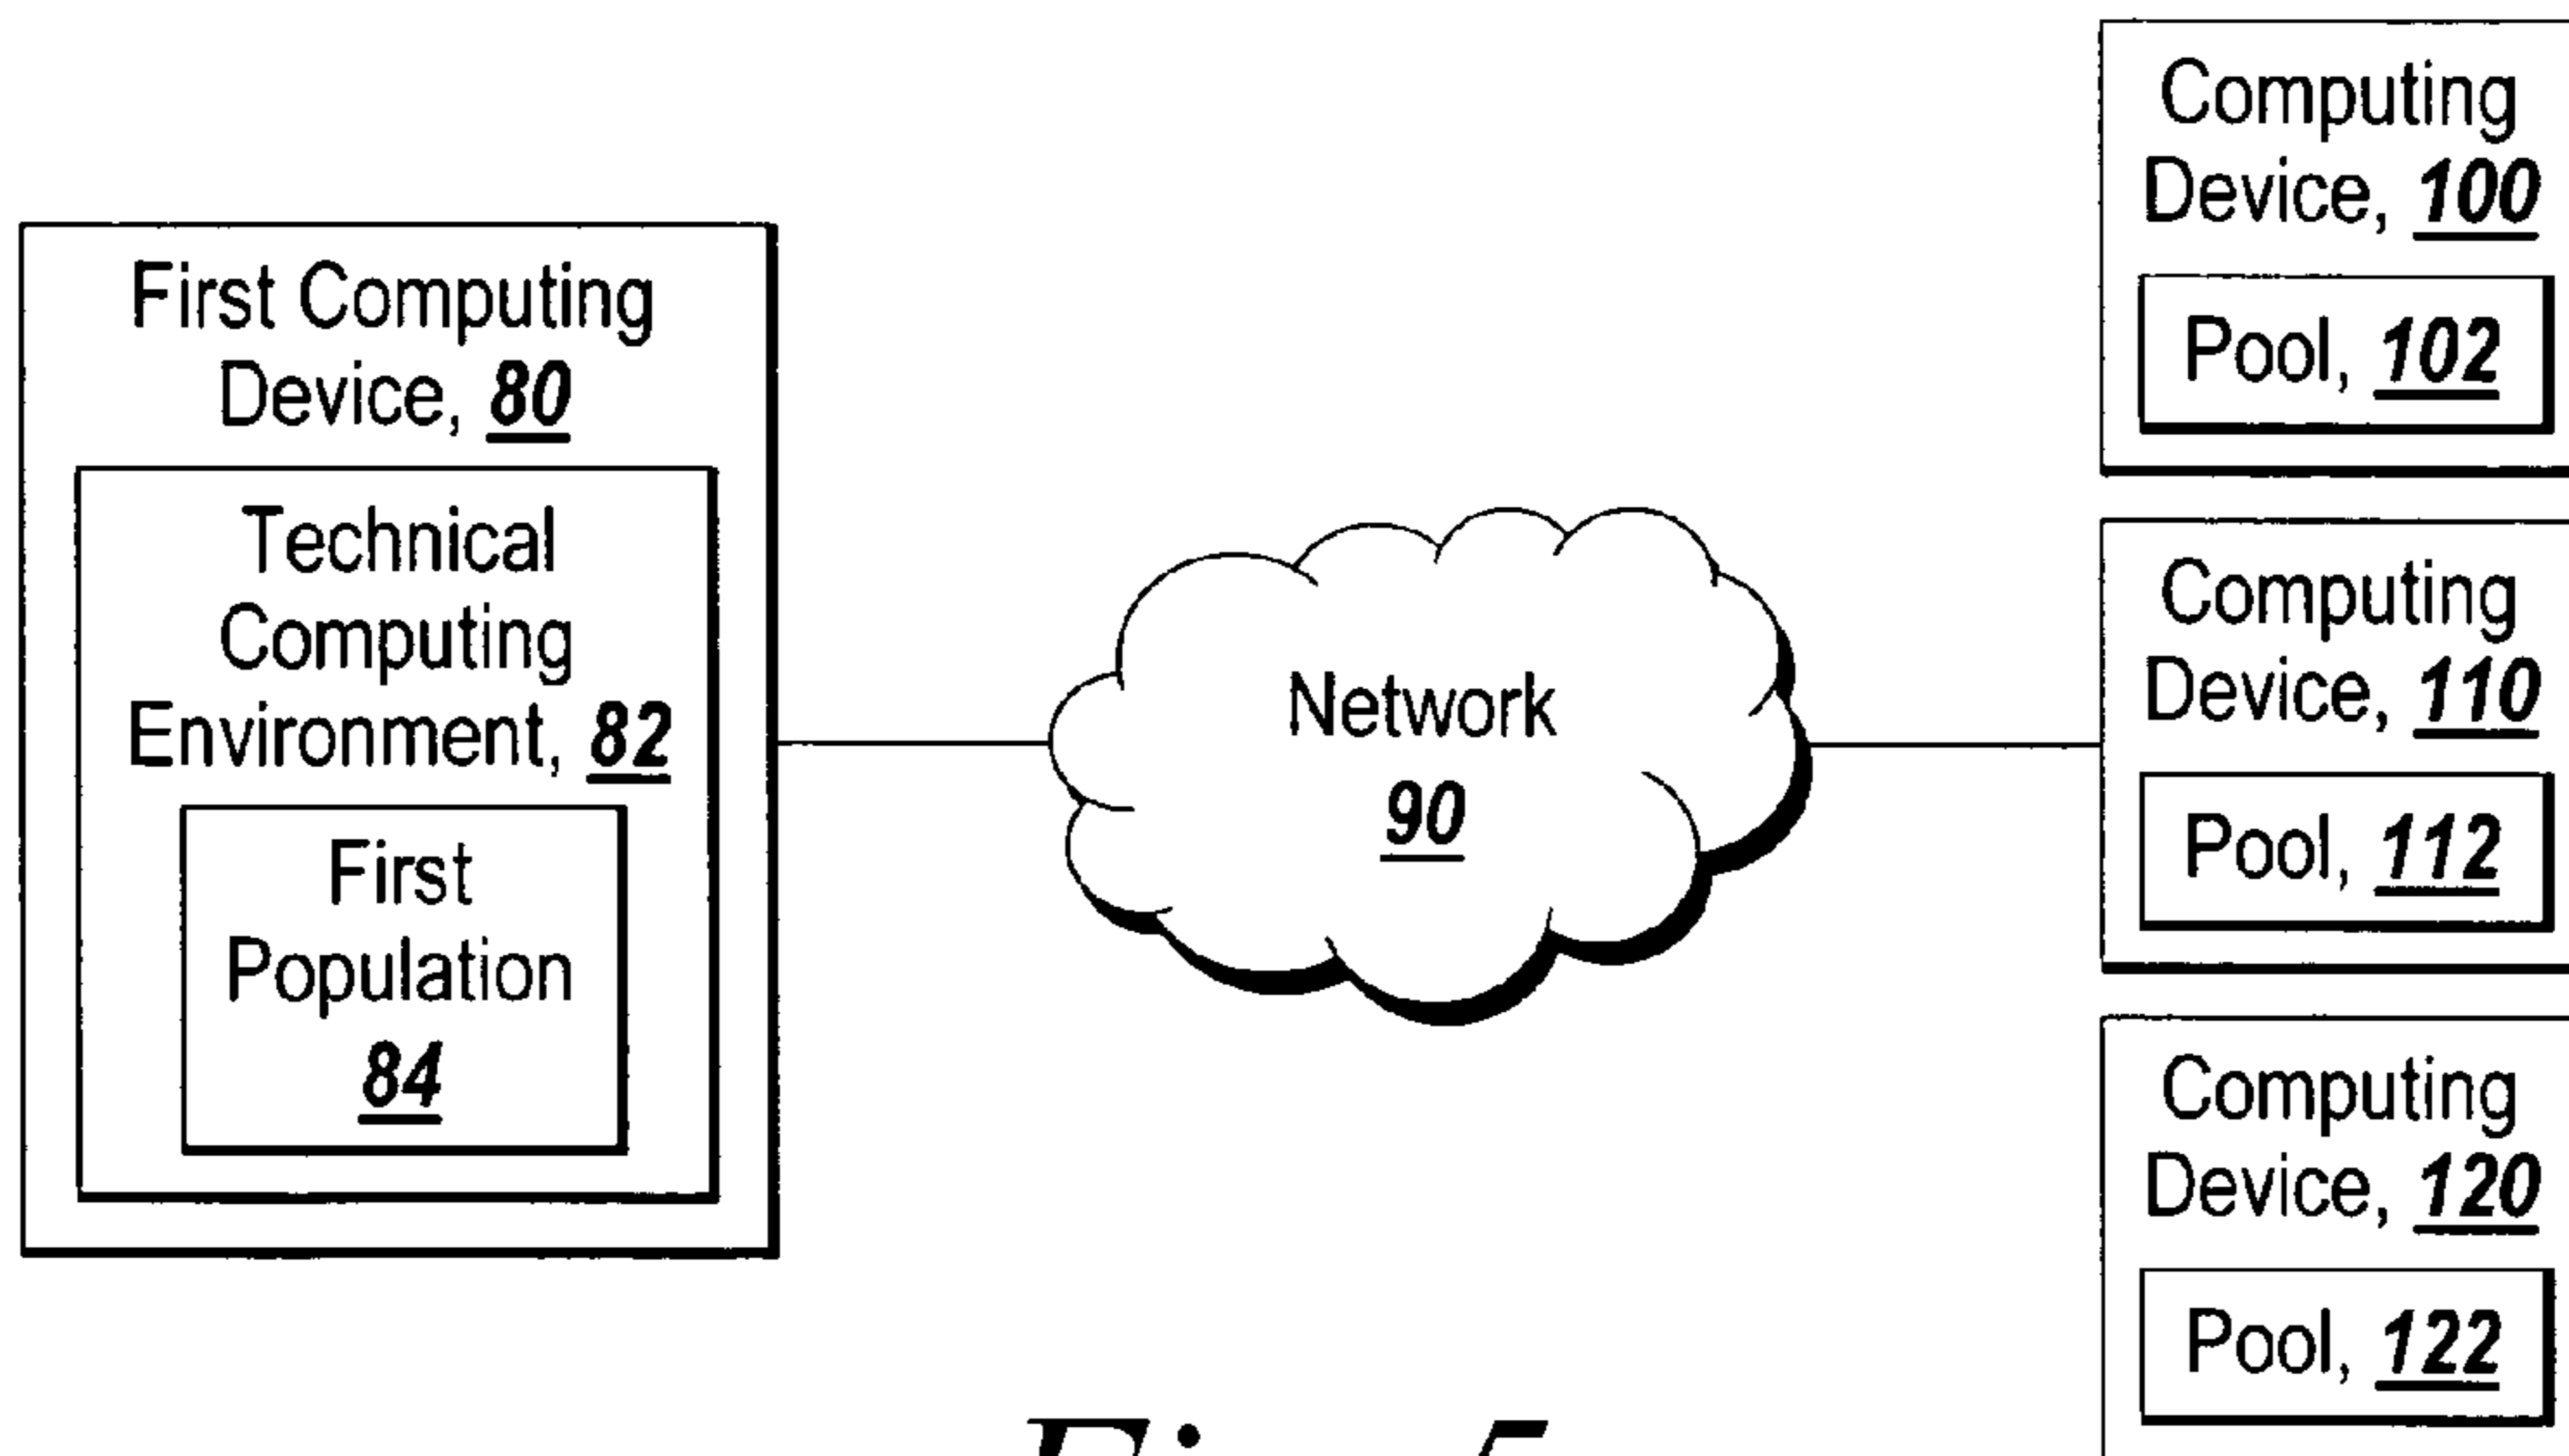 First Computing
Device, 80
Technical
Computing
Environment, 82
First
Population
84
Network
90
Computing
Device, 100
Pool, 102
Computing
Device, 110
Pool, 112
Computing
Device, 120
Pool, 122